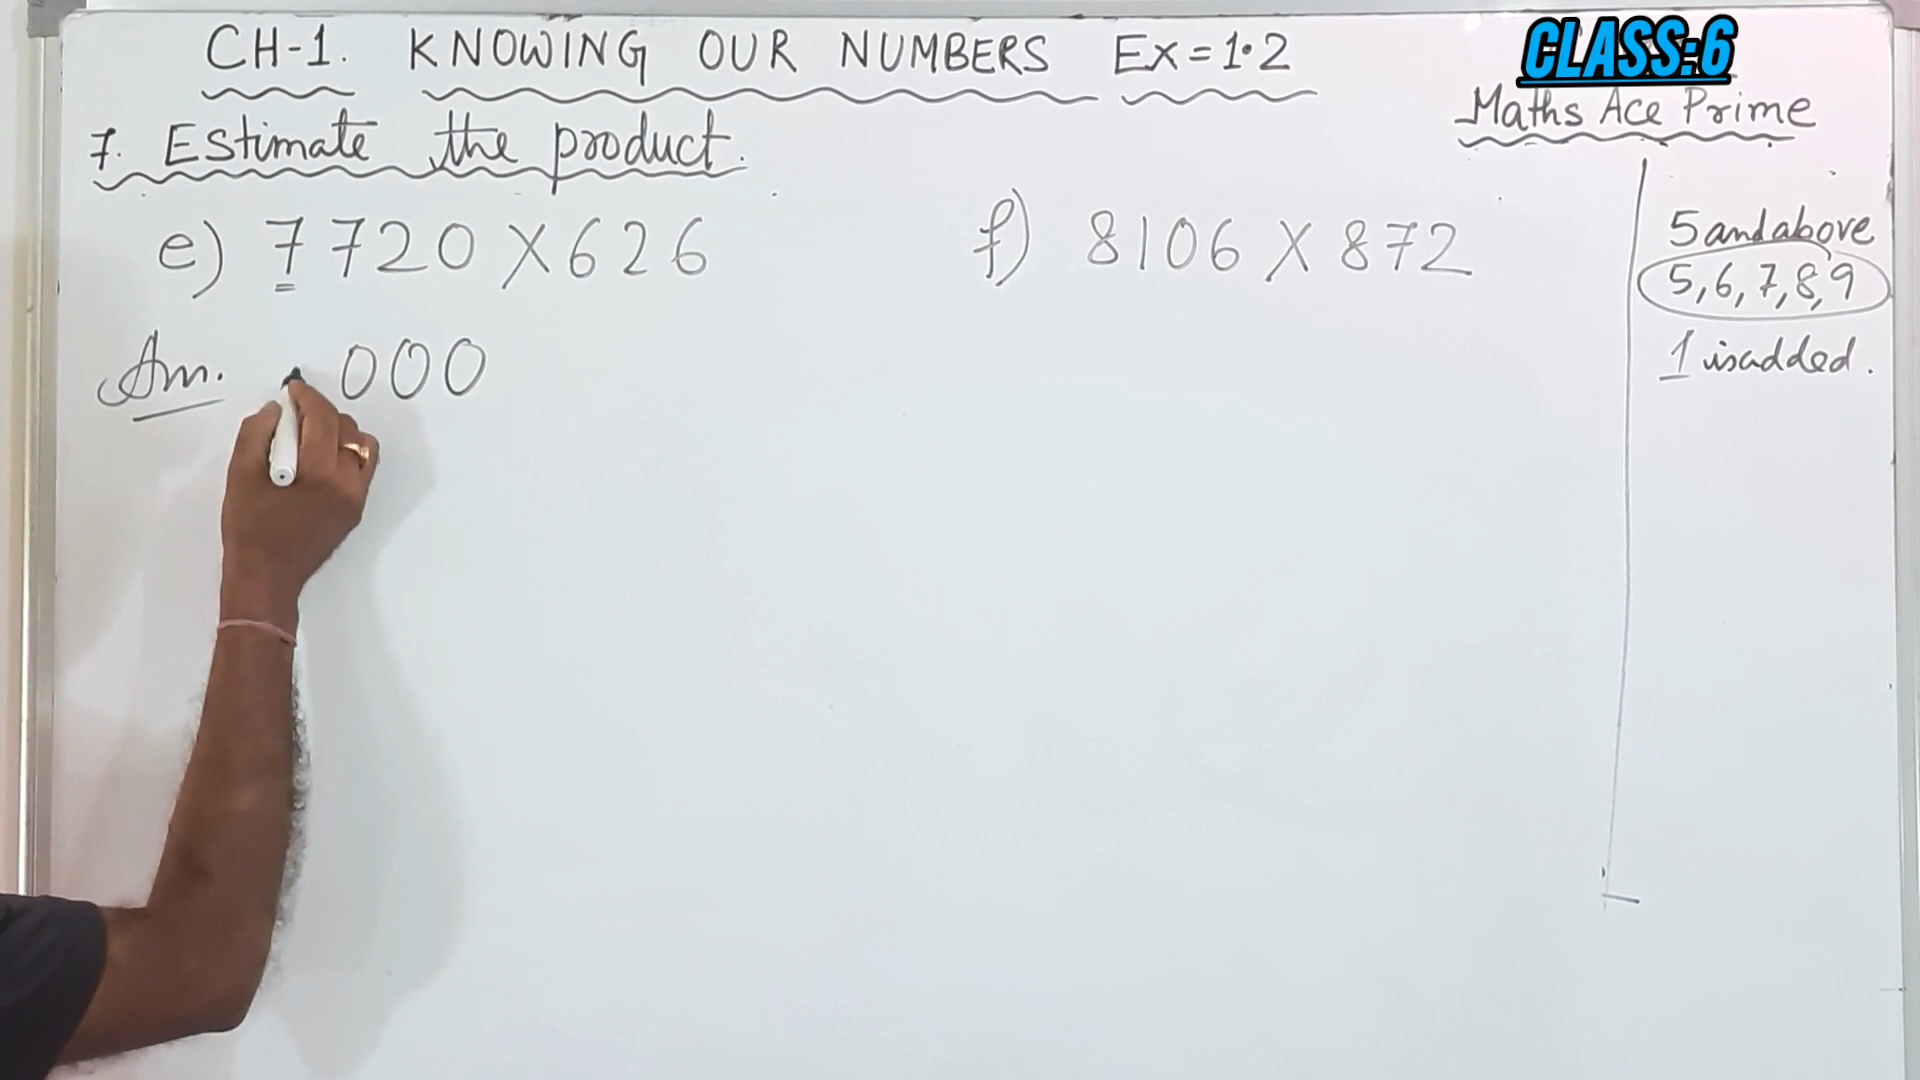 CH-1. KNOWING OUR NUMBERS Ex=1.2
CLASS:6
Maths Ace Prime
7. Estimate the product.
e) 7720 X 626
f) 8106 X 872
Ans. 000
5 and above
5,6,7,8,9
1 is added.